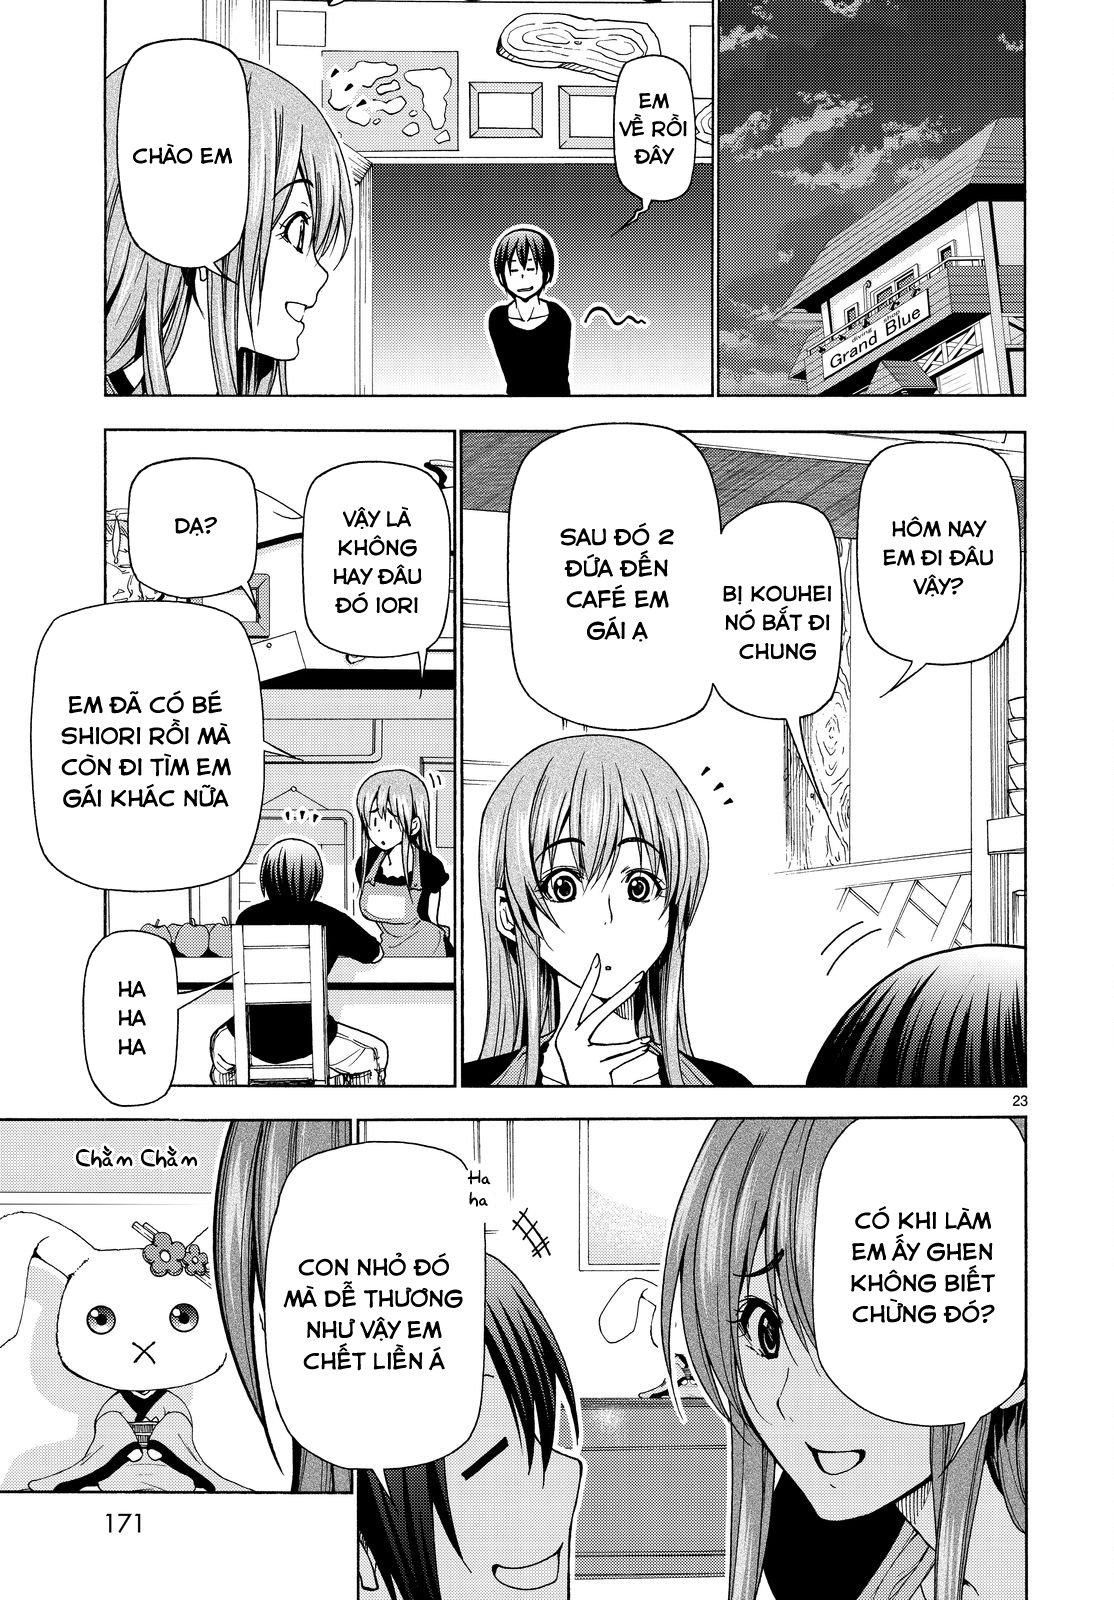 diving shop
Grand Blue
EM
VỀ RỒI
ĐÂY
CHÀO EM
HÔM NAY
EM ĐI ĐÂU
VẬY?
BỊ KOUHEI
NÓ BẮT ĐI
CHUNG
SAU ĐÓ 2
ĐỨA ĐẾN
CAFÉ EM
GÁI Ạ
VẬY LÀ
KHÔNG
HAY ĐÂU
ĐÓ IORI
DẠ?
EM ĐÃ CÓ BÉ
SHIORI RỒI MÀ
CÒN ĐI TÌM EM
GÁI KHÁC NỮA
HA
HA
HA
23
CÓ KHI LÀM
EM ẤY GHEN
KHÔNG BIẾT
CHỪNG ĐÓ?
Ha
ha
CON NHỎ ĐÓ
MÀ DỄ THƯƠNG
NHƯ VẬY EM
CHẾT LIỀN Á
Chằm Chằm
171